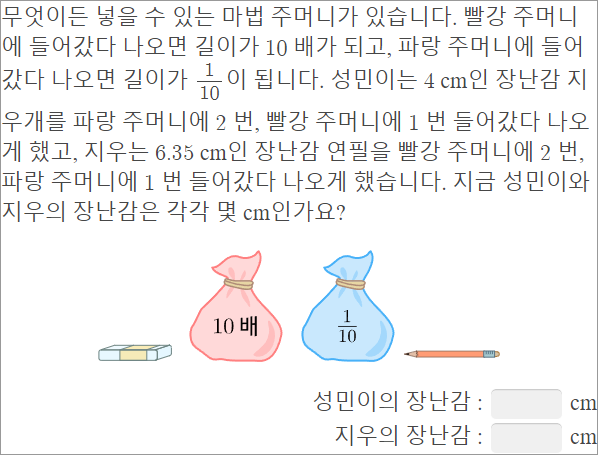 무엇이든 넣을 수 있는 마법 주머니가 있습니다. 빨강 주머니
에 들어갔다 나오면 길이가 10 배가 되고, 파랑 주머니에 들어
갔다 나오면 길이가 1/10 이 됩니다. 성민이는 4 cm인 장난감 지
우개를 파랑 주머니에 2 번, 빨강 주머니에 1 번 들어갔다 나오
게 했고, 지우는 6.35 cm인 장난감 연필을 빨강 주머니에 2 번,
파랑 주머니에 1 번 들어갔다 나오게 했습니다. 지금 성민이와
지우의 장난감은 각각 몇 cm인가요?
10 배
1/10
성민이의 장난감 : cm
지우의 장난감 : cm